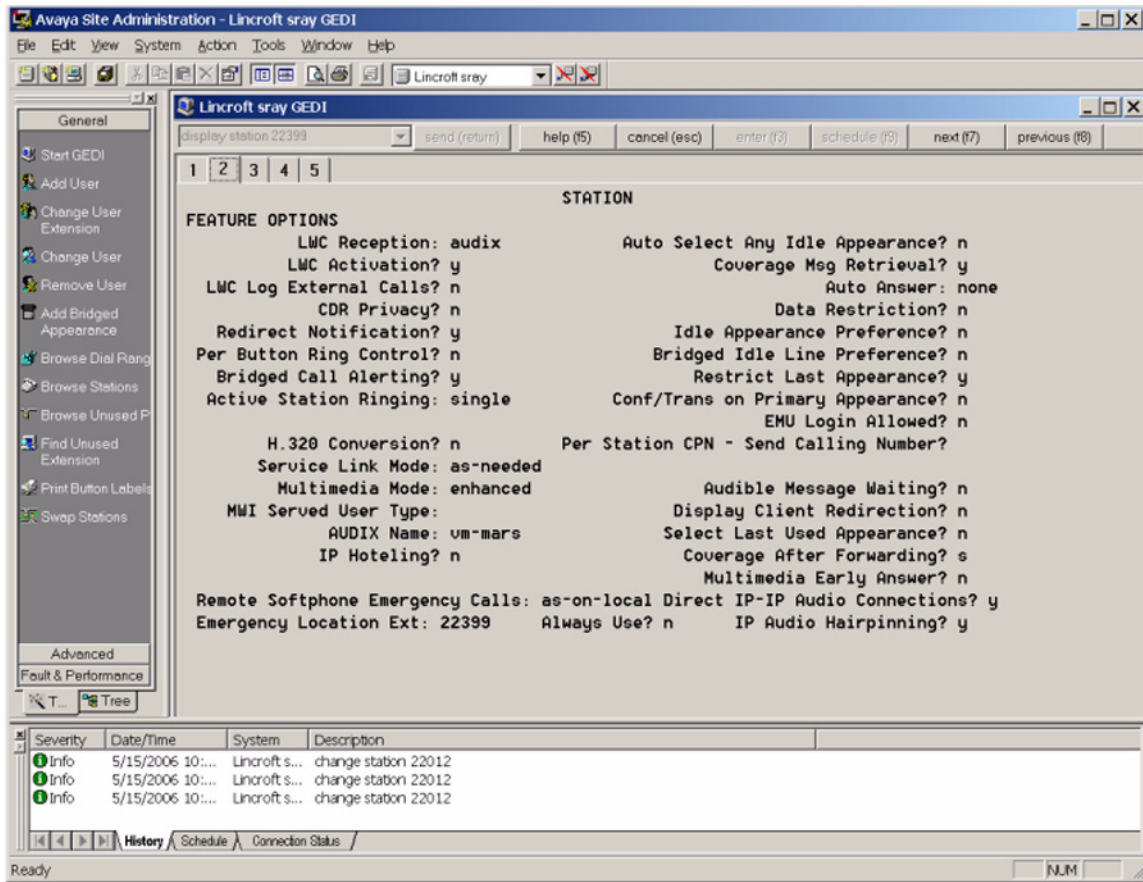 Avaya Site Administration - Lincroft sray GEDI
File Edit View System Action Tools Window Help
Lincroft sray
General
Start GEDI
Add User
Change User
Extension
Change User
Remove User
Add Bridged
Appearance
Browse Dial Rang
Browse Stations
Browse Unused P
Find Unused
Extension
Print Button Labels
Swap Stations
Advanced
Fault & Performance
T... Tree
Lincroft sray GEDI
display station 22399 send (return) help (f5) cancel (esc) enter (f3) schedule (f9) next (f7) previous (f8)
1 2 3 4 5
STATION
FEATURE OPTIONS
LWC Reception: audix Auto Select Any Idle Appearance? n
LWC Activation? y Coverage Msg Retrieval? y
LWC Log External Calls? n Auto Answer: none
CDR Privacy? n Data Restriction? n
Redirect Notification? y Idle Appearance Preference? n
Per Button Ring Control? n Bridged Idle Line Preference? n
Bridged Call Alerting? y Restrict Last Appearance? y
Active Station Ringing: single Conf/Trans on Primary Appearance? n
EMU Login Allowed? n
H.320 Conversion? n Per Station CPN - Send Calling Number?
Service Link Mode: as-needed
Multimedia Mode: enhanced Audible Message Waiting? n
MWI Served User Type: Display Client Redirection? n
AUDIX Name: vm-mars Select Last Used Appearance? n
IP Hoteling? n Coverage After Forwarding? s
Multimedia Early Answer? n
Remote Softphone Emergency Calls: as-on-local Direct IP-IP Audio Connections? y
Emergency Location Ext: 22399 Always Use? n IP Audio Hairpinning? y
Severity Date/Time System Description
Info 5/15/2006 10:... Lincroft s... change station 22012
Info 5/15/2006 10:... Lincroft s... change station 22012
Info 5/15/2006 10:... Lincroft s... change station 22012
History Schedule Connection Status
Ready NUM